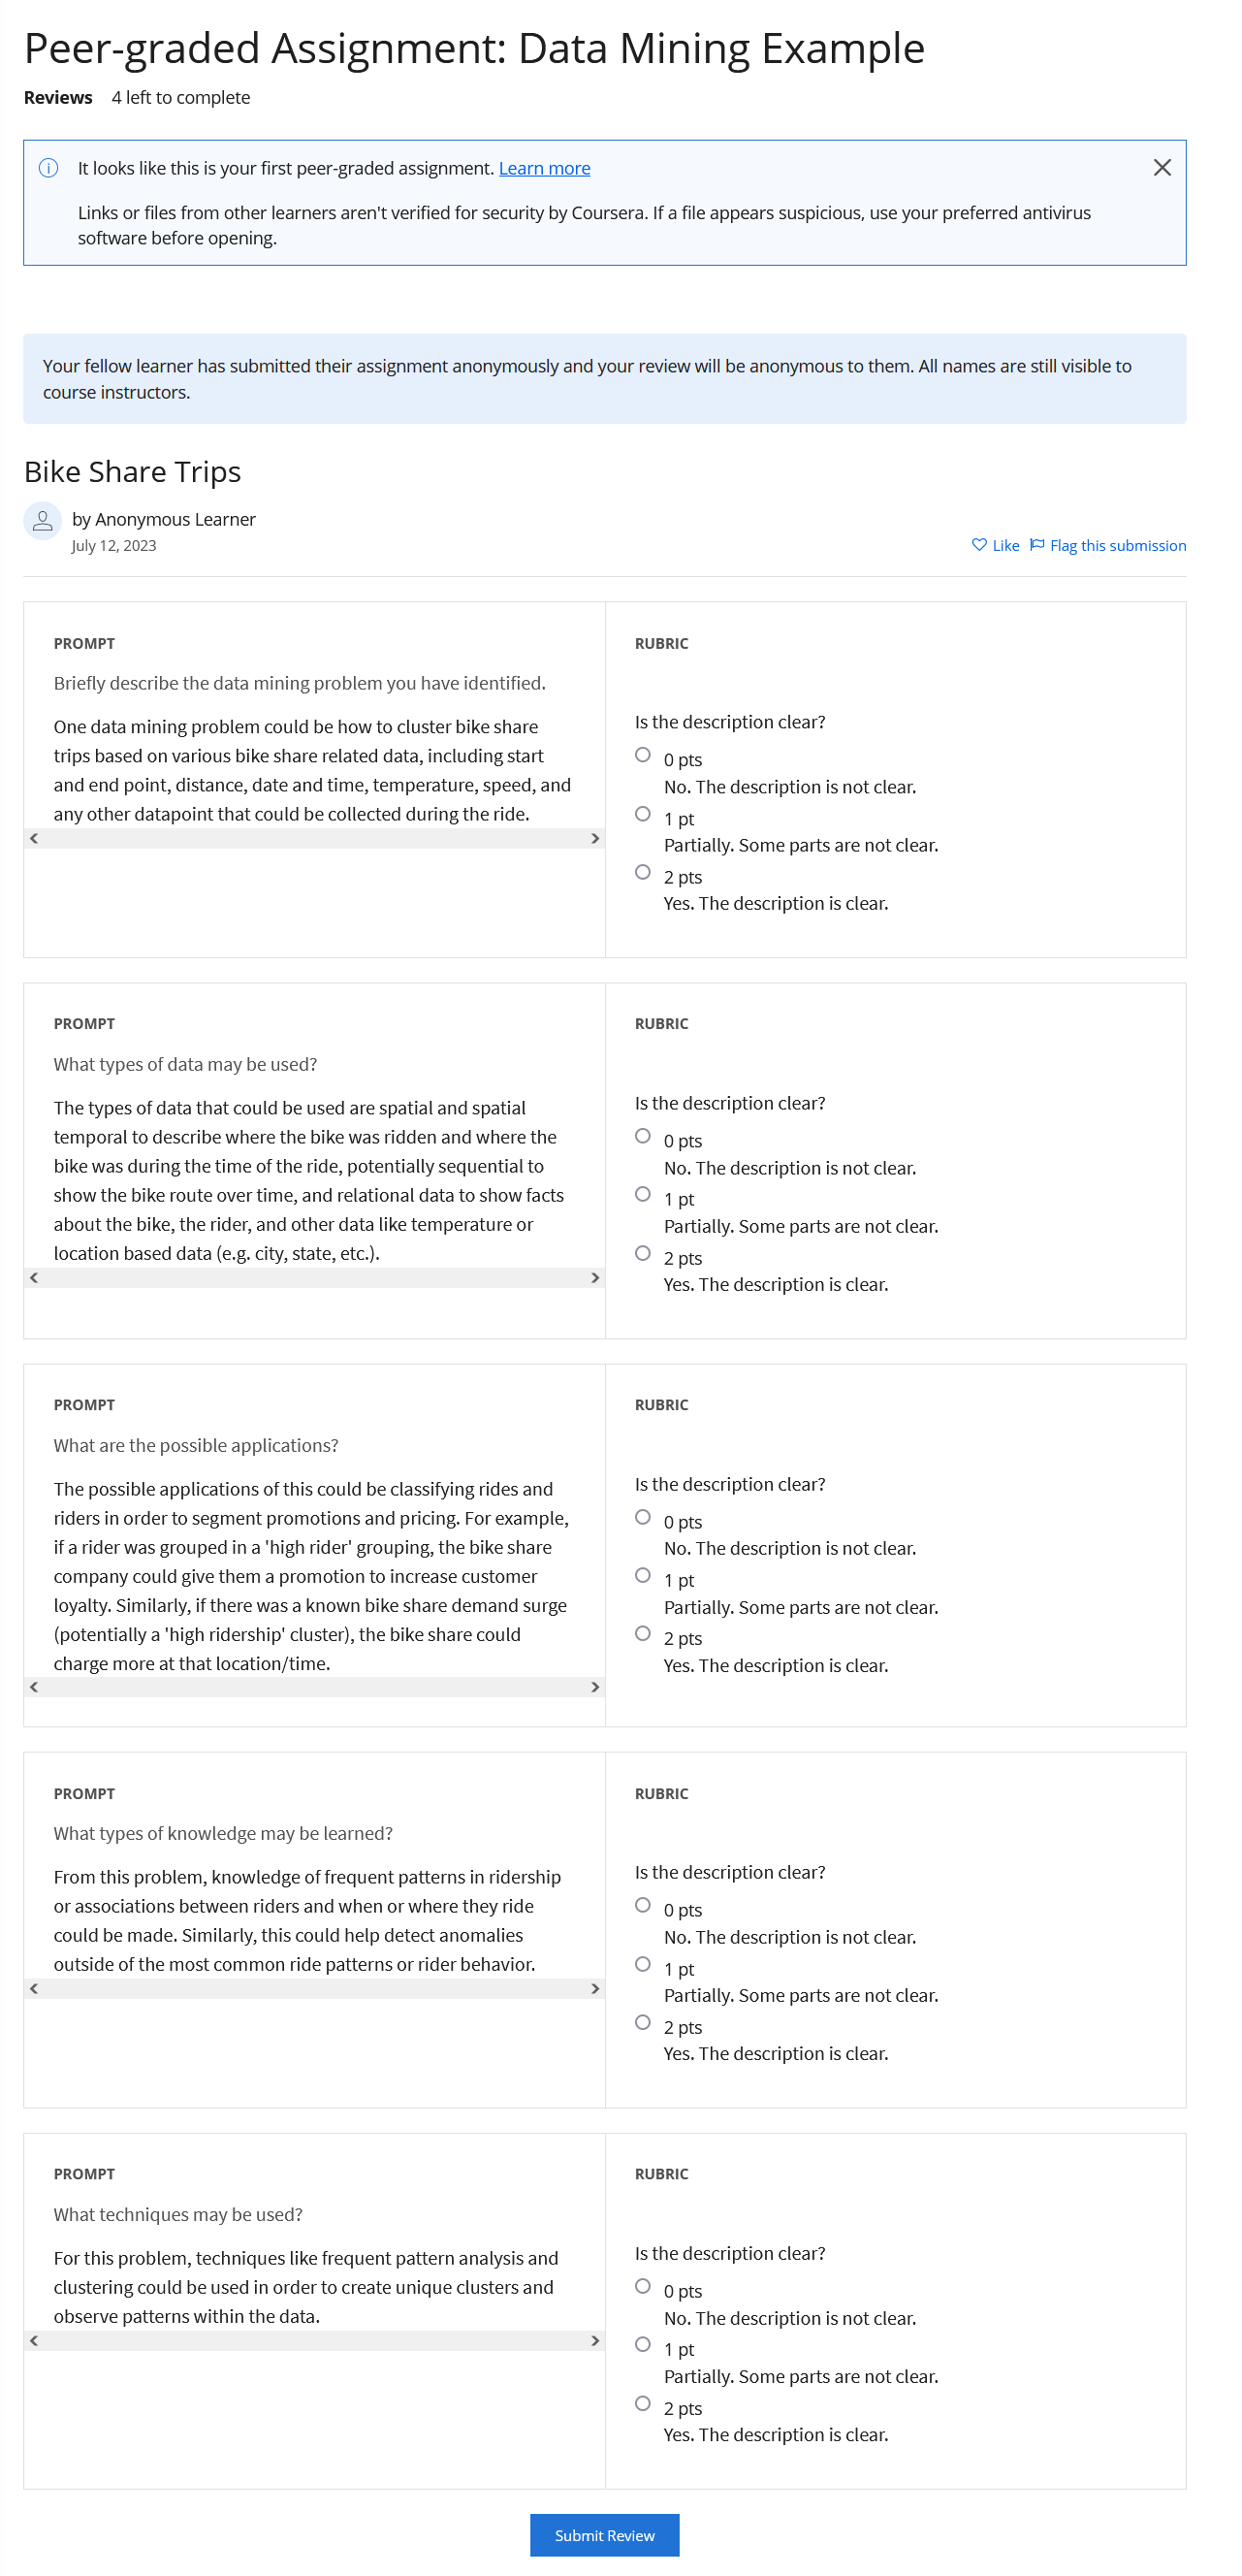 Peer-graded Assignment: Data Mining Example
Reviews 4 left to complete
It looks like this is your first peer-graded assignment. Learn more
Links or files from other learners aren't verified for security by Coursera. If a file appears suspicious, use your preferred antivirus
software before opening.
Your fellow learner has submitted their assignment anonymously and your review will be anonymous to them. All names are still visible to
course instructors.
Bike Share Trips
by Anonymous Learner
July 12, 2023
Like Flag this submission
PROMPT
Briefly describe the data mining problem you have identified.
One data mining problem could be how to cluster bike share
trips based on various bike share related data, including start
and end point, distance, date and time, temperature, speed, and
any other datapoint that could be collected during the ride.
RUBRIC
Is the description clear?
0 pts
No. The description is not clear.
1 pt
Partially. Some parts are not clear.
2 pts
Yes. The description is clear.
PROMPT
What types of data may be used?
The types of data that could be used are spatial and spatial
temporal to describe where the bike was ridden and where the
bike was during the time of the ride, potentially sequential to
show the bike route over time, and relational data to show facts
about the bike, the rider, and other data like temperature or
location based data (e.g. city, state, etc.).
RUBRIC
Is the description clear?
0 pts
No. The description is not clear.
1 pt
Partially. Some parts are not clear.
2 pts
Yes. The description is clear.
PROMPT
What are the possible applications?
The possible applications of this could be classifying rides and
riders in order to segment promotions and pricing. For example,
if a rider was grouped in a 'high rider' grouping, the bike share
company could give them a promotion to increase customer
loyalty. Similarly, if there was a known bike share demand surge
(potentially a 'high ridership' cluster), the bike share could
charge more at that location/time.
RUBRIC
Is the description clear?
0 pts
No. The description is not clear.
1 pt
Partially. Some parts are not clear.
2 pts
Yes. The description is clear.
PROMPT
What types of knowledge may be learned?
From this problem, knowledge of frequent patterns in ridership
or associations between riders and when or where they ride
could be made. Similarly, this could help detect anomalies
outside of the most common ride patterns or rider behavior.
RUBRIC
Is the description clear?
0 pts
No. The description is not clear.
1 pt
Partially. Some parts are not clear.
2 pts
Yes. The description is clear.
PROMPT
What techniques may be used?
For this problem, techniques like frequent pattern analysis and
clustering could be used in order to create unique clusters and
observe patterns within the data.
RUBRIC
Is the description clear?
0 pts
No. The description is not clear.
1 pt
Partially. Some parts are not clear.
2 pts
Yes. The description is clear.
Submit Review